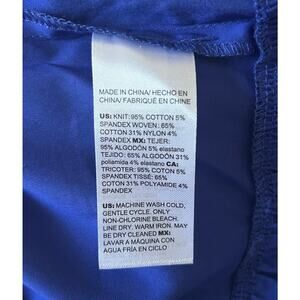 MADE IN CHINA/ HECHO EN
CHINA/ FABRIQUÉ EN CHINE
US: KNIT: 95% COTTON 5%
SPANDEX WOVEN: 65%
COTTON 31% NYLON 4%
SPANDEX MX: TEJER:
95% ALGODÓN 5% elastano
TEJIDO: 65% ALGODÓN 31%
poliamida 4% elastano CA:
TRICOTER: 95% COTON 5%
SPANDEX TISSÉ: 65%
COTON 31% POLYAMIDE 4%
SPANDEX
US: MACHINE WASH COLD,
GENTLE CYCLE. ONLY
NON-CHLORINE BLEACH.
LINE DRY. WARM IRON. MAY
BE DRY CLEANED MX:
LAVAR A MÁQUINA CON
AGUA FRÍA EN CICLO